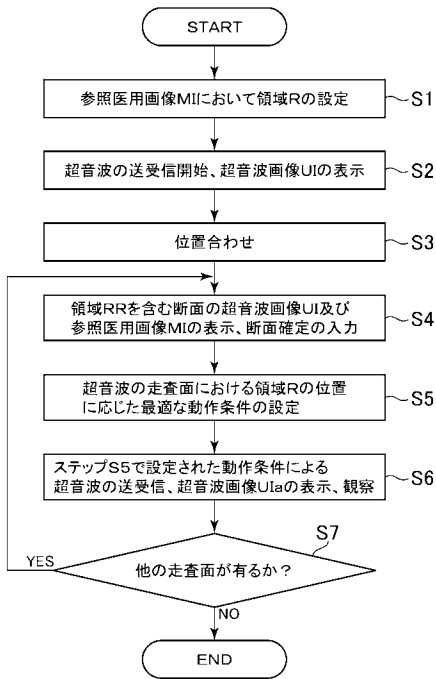 START
参照医用画像MIにおいて領域Rの設定
S1
超音波の送受信開始、超音波画像UIの表示
S2
位置合わせ
S3
領域RRを含む断面の超音波画像UI及び
参照医用画像MIの表示、断面確定の入力
S4
超音波の走査面における領域Rの位置
に応じた最適な動作条件の設定
S5
ステップS5で設定された動作条件による
超音波の送受信、超音波画像UIaの表示、観察
S6
S7
他の走査面が有るか?
YES
NO
END